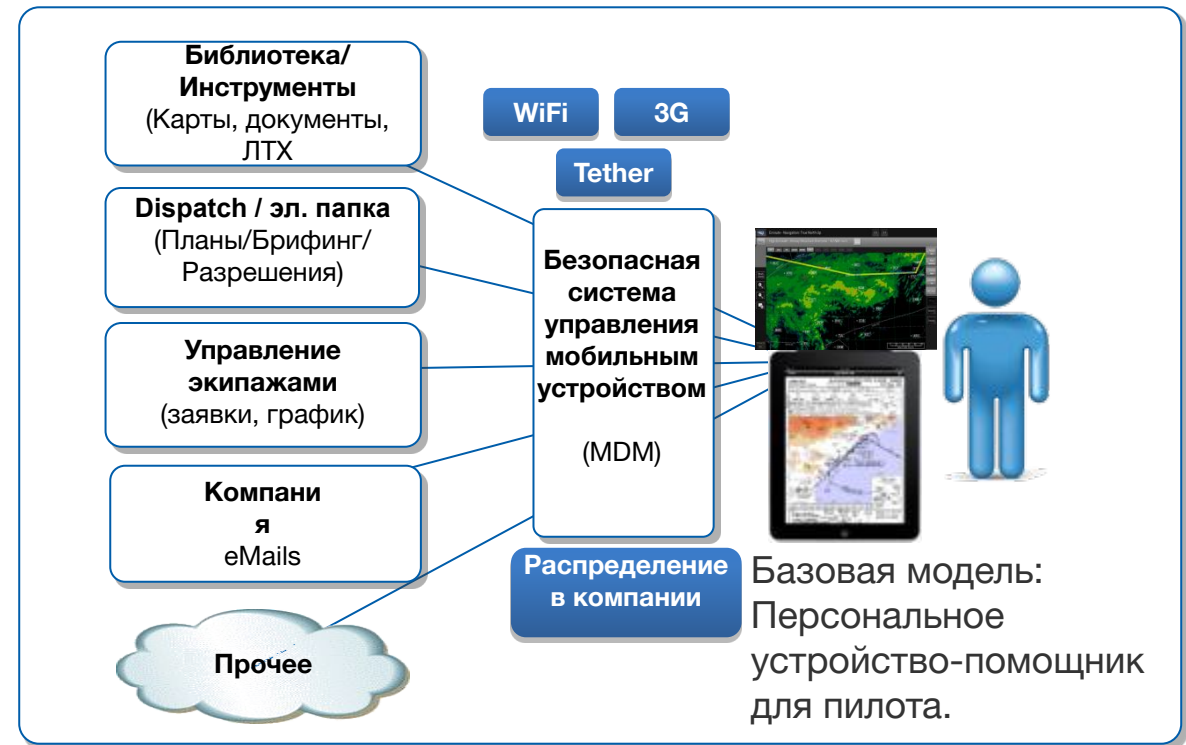 Библиотека/
Инструменты
(Карты, документы,
ЛТХ
WiFi
3G
Tether
Dispatch / эл. папка
(Планы/Брифинг/
Разрешения)
Безопасная
система
управления
мобильным
устройством
(MDM)
Управление
экипажами
(заявки, график)
Компани
я
eMails
Прочее
Распределение
в компании
Базовая модель:
Персональное
устройство-помощник
для пилота.